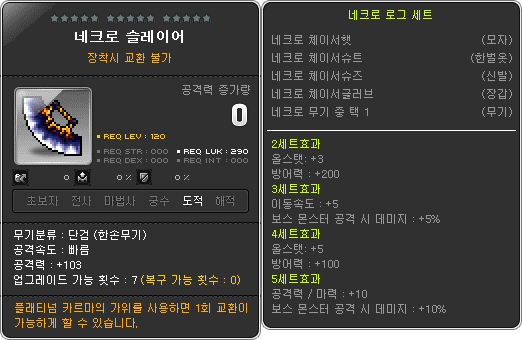 네크로 슬레이어
장착시 교환 불가
공격력 증가량
0
REQ LEV : 120
REQ STR : 000
REQ LUK : 290
REQ DEX : 000
REQ INT : 000
0 %
0 %
0 %
초보자 전사 마법사 궁수 도적 해적
무기분류 : 단검 (한손무기)
공격속도 : 빠름
공격력 : +103
업그레이드 가능 횟수 : 7 (복구 가능 횟수 : 0)
플래티넘 카르마의 가위를 사용하면 1회 교환이
가능하게 할 수 있습니다.
네크로 로그 세트
네크로 체이서햇 (모자)
네크로 체이서슈트 (한벌옷)
네크로 체이서슈즈 (신발)
네크로 체이서글러브 (장갑)
네크로 무기 중 택 1 (무기)
2세트효과
올스탯: +3
방어력 : +200
3세트효과
이동속도 : +5
보스 몬스터 공격 시 데미지 : +5%
4세트효과
올스탯: +5
방어력 : +100
5세트효과
공격력 / 마력 : +10
보스 몬스터 공격 시 데미지 : +10%